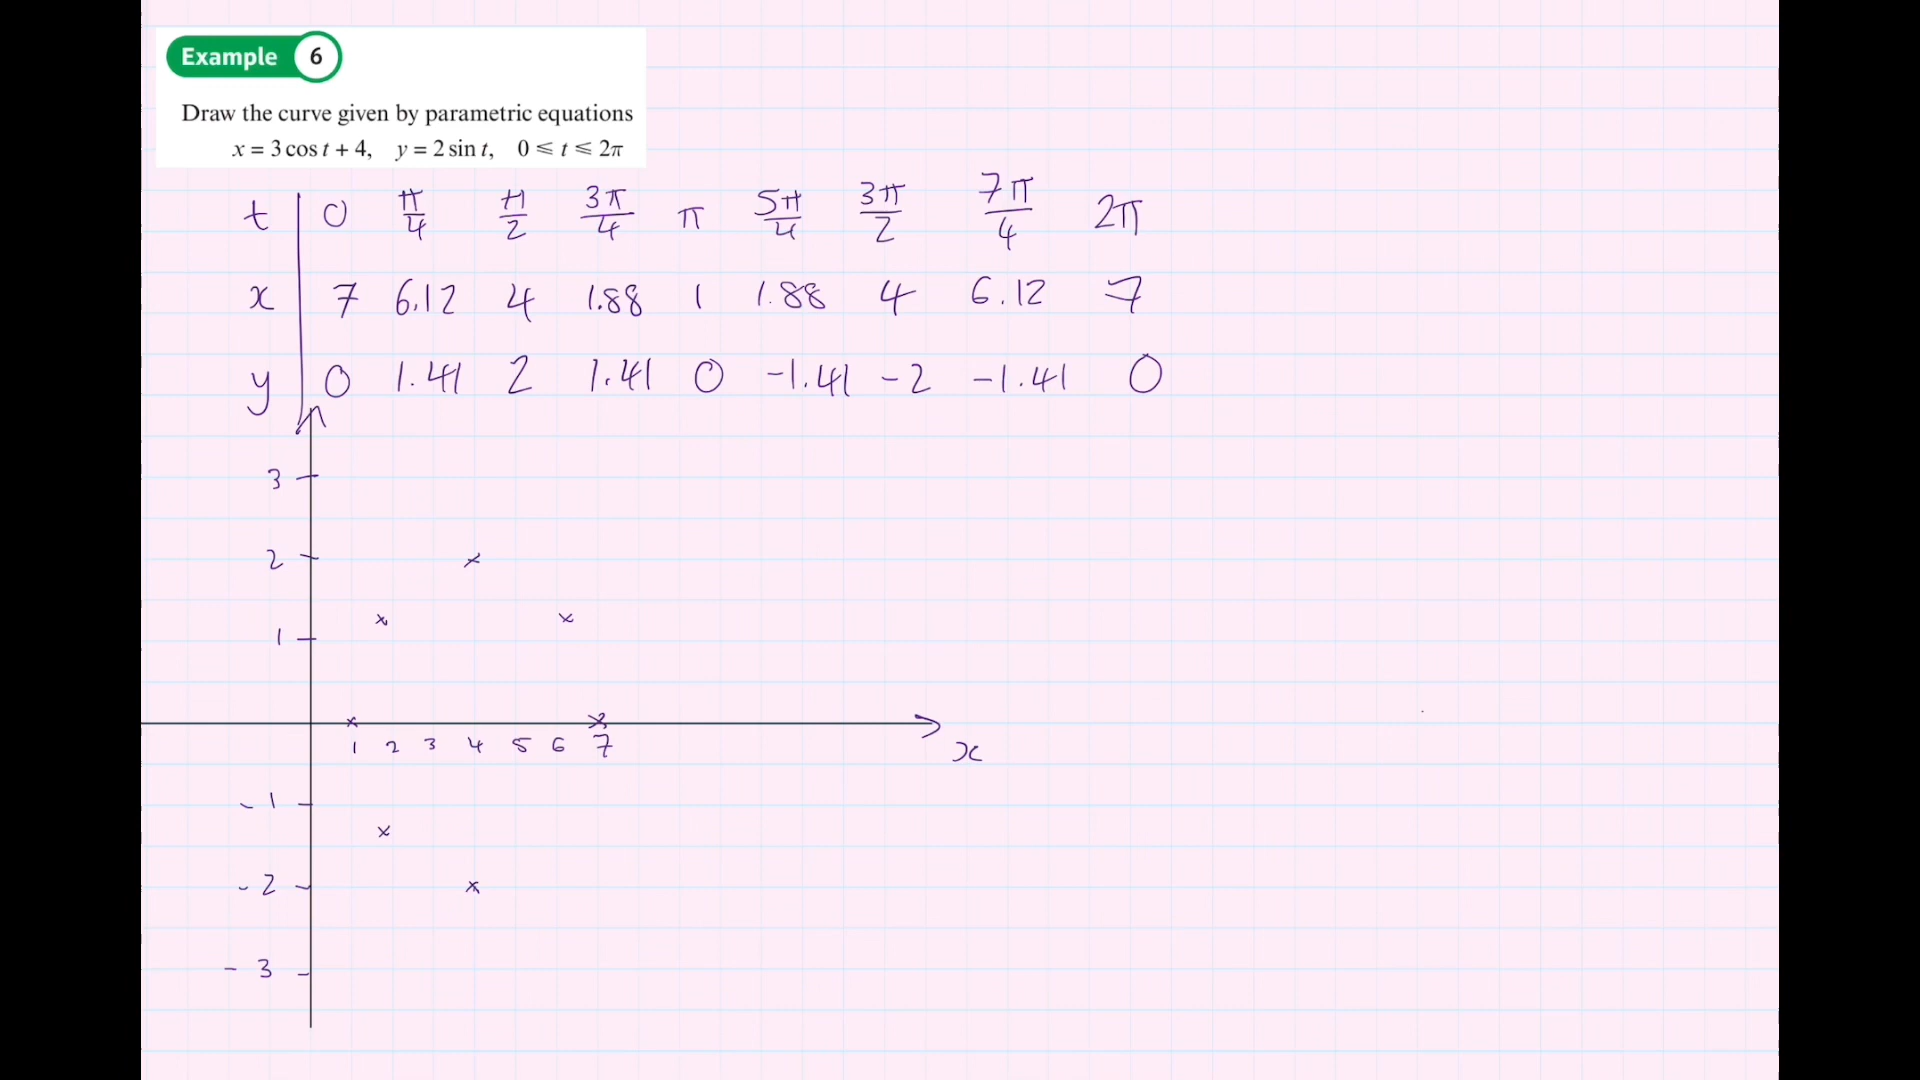 Example 6
Draw the curve given by parametric equations
x = 3 cos t + 4, y = 2 sin t, 0 ⩽ t ⩽ 2π
t 0 π/4 π/2 3π/4 π 5π/4 3π/2 7π/4 2π
x 7 6.12 4 1.88 1 1.88 4 6.12 7
y 0 1.41 2 1.41 0 -1.41 -2 -1.41 0
3
2
1
1 2 3 4 5 6 7
x
-1
-2
-3